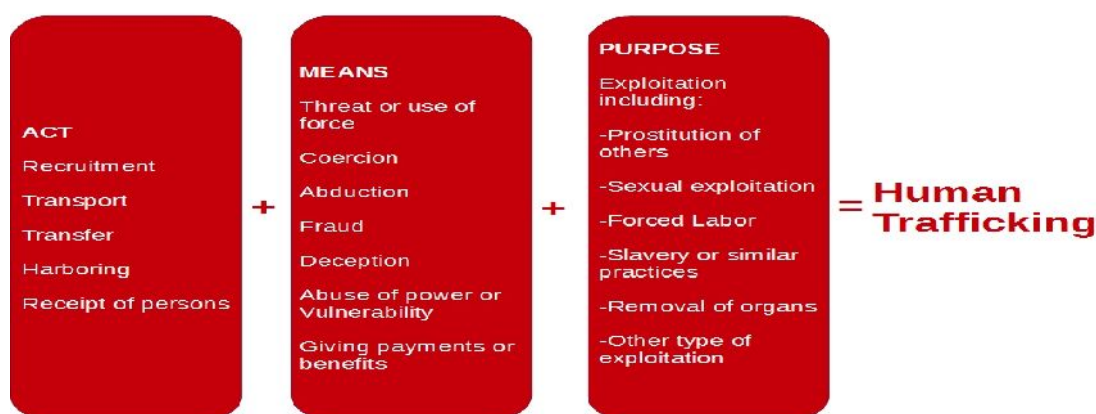 ACT
Recruitment
Transport
Transfer
Harboring
Receipt of persons
+
MEANS
Threat or use of
force
Coercion
Abduction
Fraud
Deception
Abuse of power or
Vulnerability
Giving payments or
benefits
+
PURPOSE
Exploitation
including:
-Prostitution of
others
-Sexual exploitation
-Forced Labor
-Slavery or similar
practices
-Removal of organs
-Other type of
exploitation
= Human
Trafficking